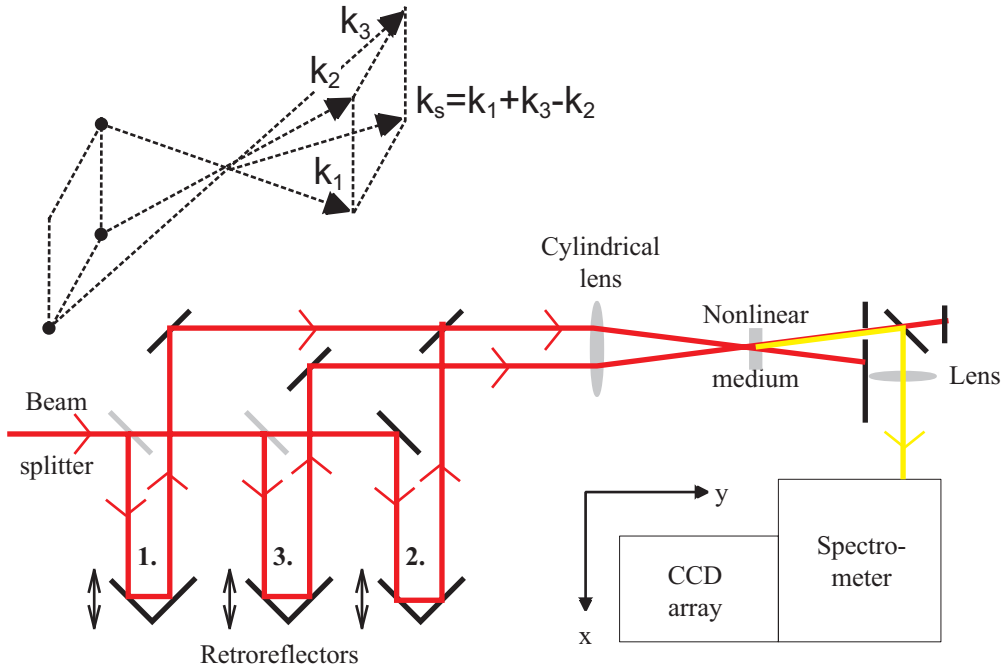 k3
k2
ks=k1+k3-k2
k1
Cylindrical
lens
Nonlinear
medium
Lens
Beam
splitter
1.
3.
2.
y
x
Spectro-
meter
CCD
array
Retroreflectors